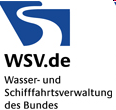 WSV.de
Wasser- und
Schifffahrtsverwaltung
des Bundes